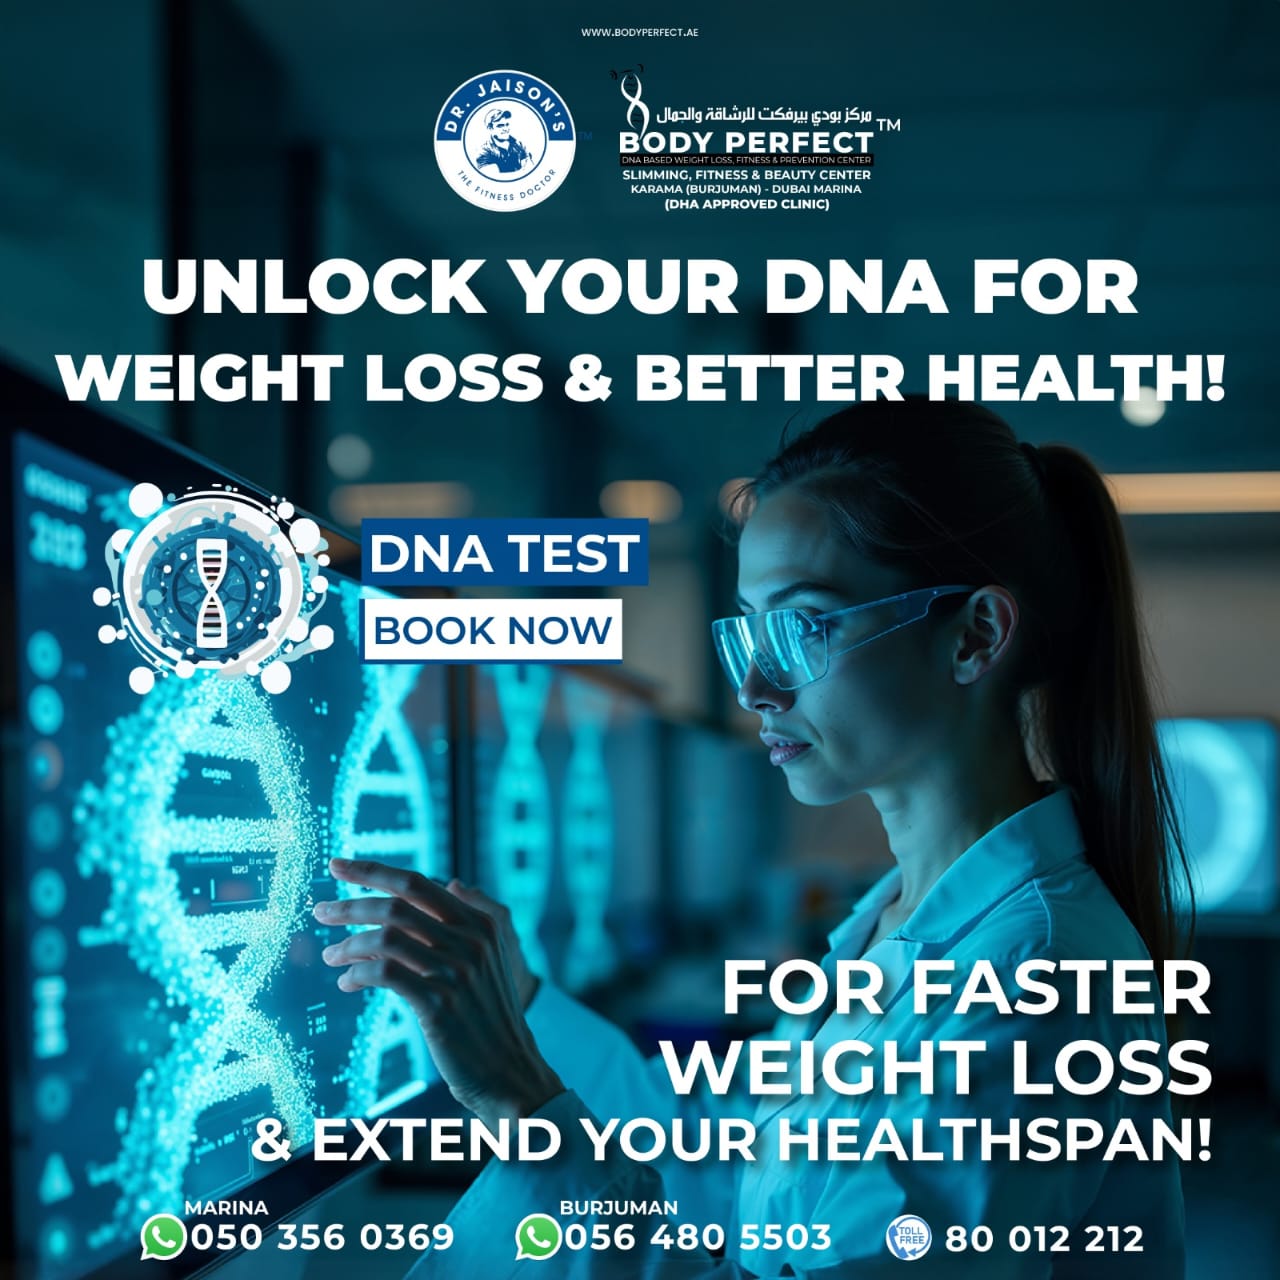 WWW.BODYPERFECT.AE
DR. JAISON'S
THE FITNESS DOCTOR
TM
مركز بودي بيرفكت للرشاقة والجمال
BODY PERFECT TM
DNA BASED WEIGHT LOSS, FITNESS & PREVENTION CENTER
SLIMMING, FITNESS & BEAUTY CENTER
KARAMA (BURJUMAN) - DUBAI MARINA
(DHA APPROVED CLINIC)
UNLOCK YOUR DNA FOR
WEIGHT LOSS & BETTER HEALTH!
DNA TEST
BOOK NOW
FOR FASTER
WEIGHT LOSS
& EXTEND YOUR HEALTHSPAN!
MARINA
050 356 0369
BURJUMAN
056 480 5503
TOLL FREE
80 012 212